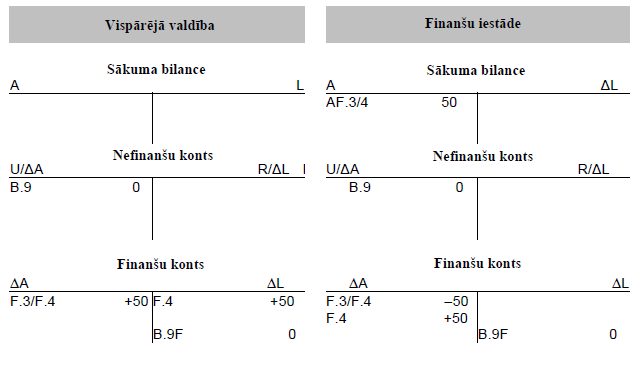 Vispārējā valdība
Sākuma bilance
A L
Nefinanšu konts
U/ΔA R/ΔL
B.9 0
Finanšu konts
ΔA ΔL
F.3/F.4 +50 F.4 +50
B.9F 0
Finanšu iestāde
Sākuma bilance
A ΔL
AF.3/4 50
Nefinanšu konts
U/ΔA R/ΔL
B.9 0
Finanšu konts
ΔA ΔL
F.3/F.4 –50
F.4 +50
B.9F 0